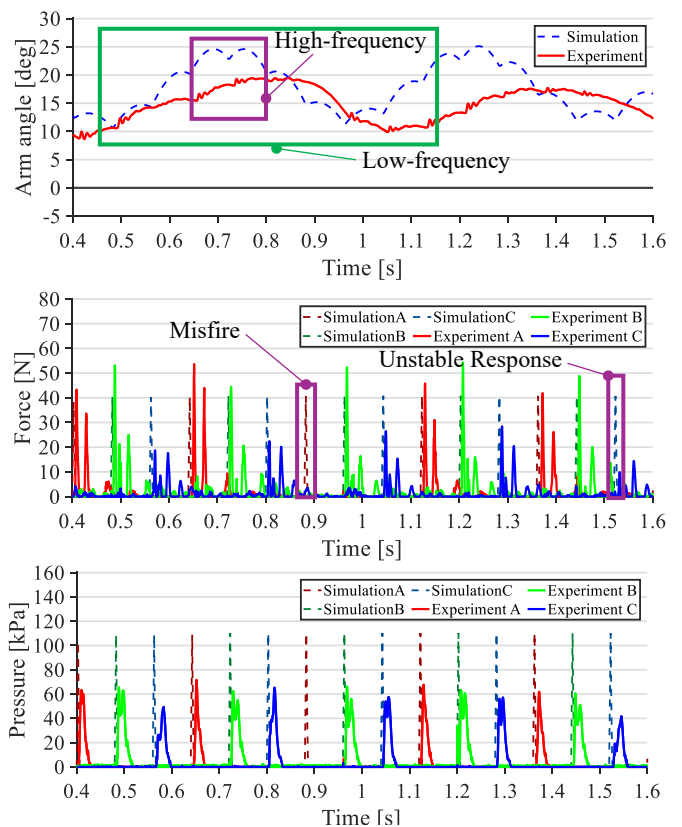 30
25
20
15
10
5
0
-5
Arm angle [deg]
High-frequency
Simulation
Experiment
Low-frequency
0.4 0.5 0.6 0.7 0.8 0.9 1 1.1 1.2 1.3 1.4 1.5 1.6
Time [s]
80
70
60
50
40
30
20
10
0
Force [N]
SimulationA SimulationC Experiment B
SimulationB Experiment A Experiment C
Misfire
Unstable Response
0.4 0.5 0.6 0.7 0.8 0.9 1 1.1 1.2 1.3 1.4 1.5 1.6
Time [s]
160
140
120
100
80
60
40
20
0
Pressure [kPa]
SimulationA SimulationC Experiment B
SimulationB Experiment A Experiment C
0.4 0.5 0.6 0.7 0.8 0.9 1 1.1 1.2 1.3 1.4 1.5 1.6
Time [s]